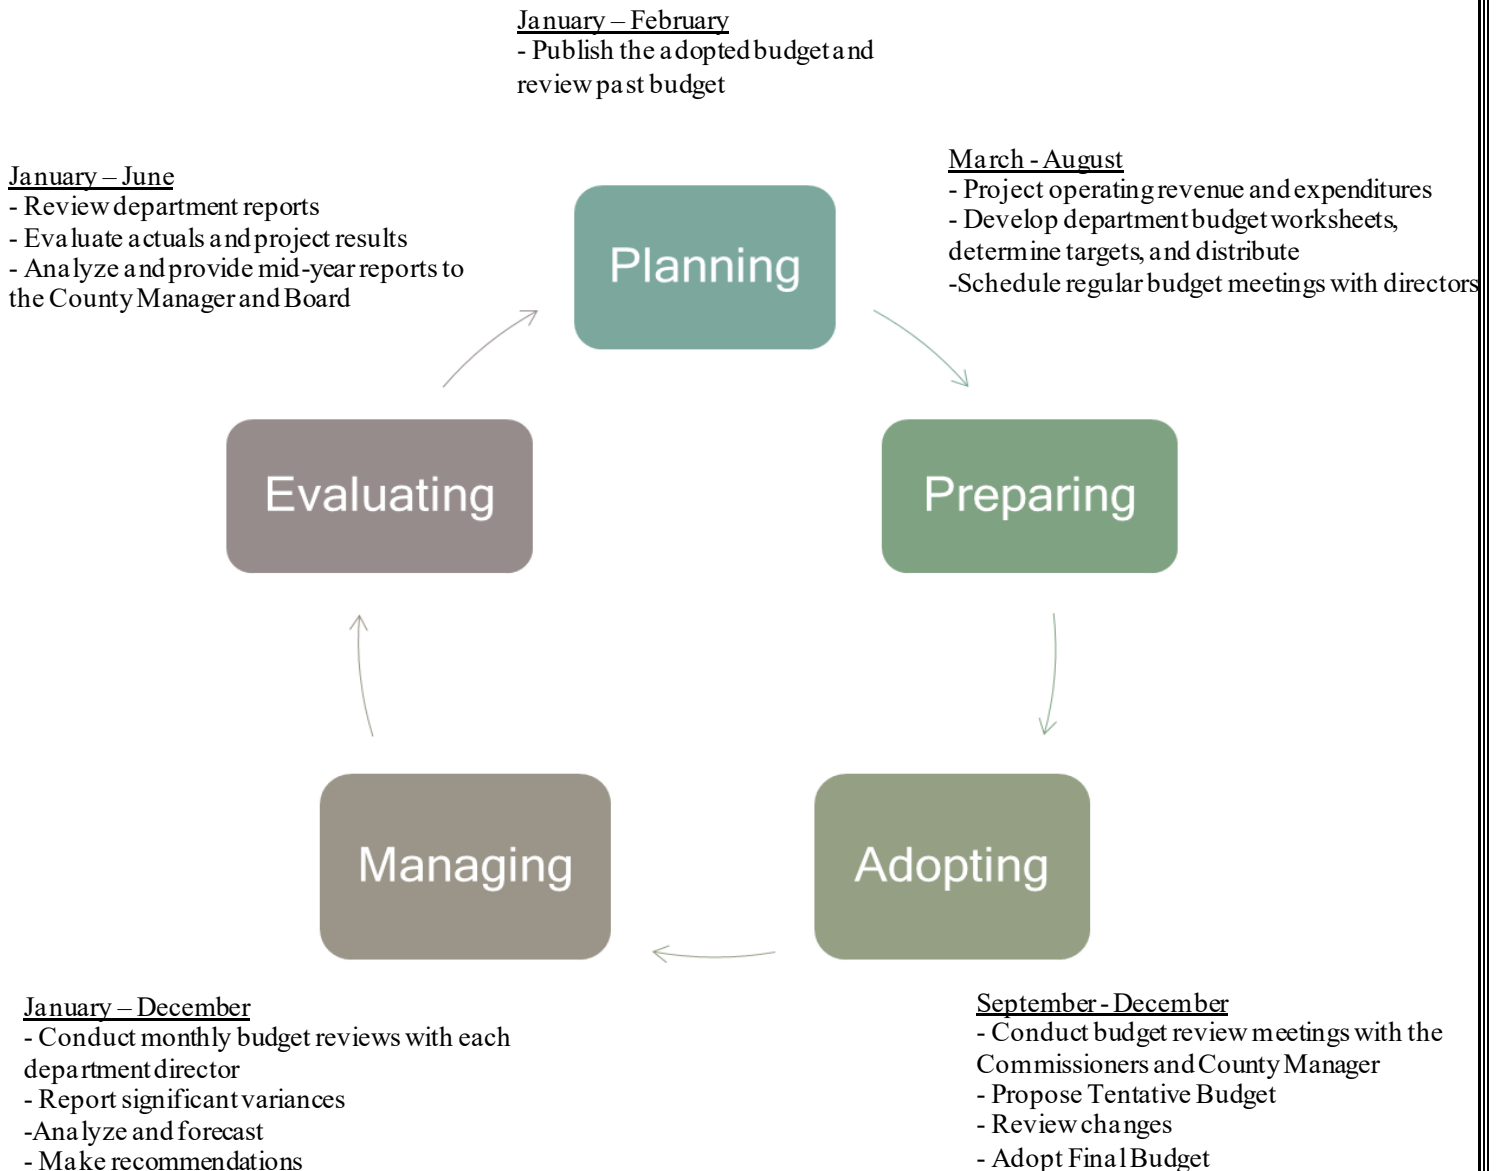 January – February
- Publish the adopted budget and
review past budget
January – June
- Review department reports
- Evaluate actuals and project results
- Analyze and provide mid-year reports to
the County Manager and Board
March - August
- Project operating revenue and expenditures
- Develop department budget worksheets,
determine targets, and distribute
-Schedule regular budget meetings with directors
Planning
Evaluating
Preparing
Managing
Adopting
January – December
- Conduct monthly budget reviews with each
department director
- Report significant variances
-Analyze and forecast
- Make recommendations
September - December
- Conduct budget review meetings with the
Commissioners and County Manager
- Propose Tentative Budget
- Review changes
- Adopt Final Budget